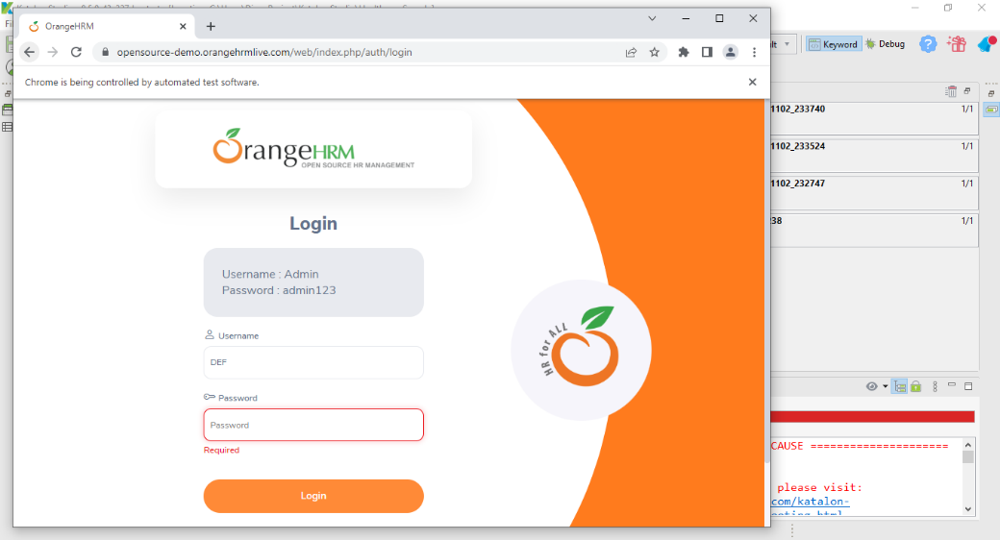 OrangeHRM
opensource-demo.orangehrmlive.com/web/index.php/auth/login
Chrome is being controlled by automated test software.
OrangeHRM
OPEN SOURCE HR MANAGEMENT
Login
Username : Admin
Password : admin123
Username
DEF
Password
Password
Required
Login
HR for ALL
Keyword
Debug
1102_233740 1/1
1102_233524 1/1
1102_232747 1/1
1/1
CAUSE =====================
please visit:
com/katalon-